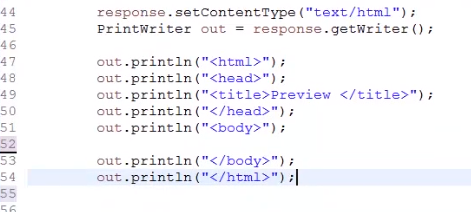 44 response.setContentType("text/html");
45 PrintWriter out = response.getWriter();
46
47 out.println("<html>");
48 out.println("<head>");
49 out.println("<title>Preview </title>");
50 out.println("</head>");
51 out.println("<body>");
52
53 out.println("</body>");
54 out.println("</html>");
55
56